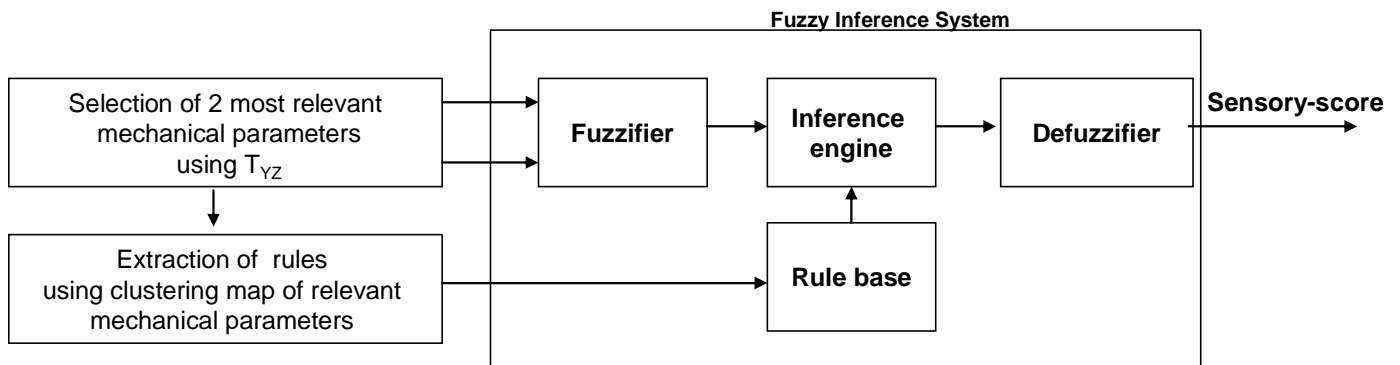 Fuzzy Inference System
Selection of 2 most relevant
mechanical parameters
using TYZ
Fuzzifier
Inference
engine
Defuzzifier
Sensory-score
Extraction of rules
using clustering map of relevant
mechanical parameters
Rule base